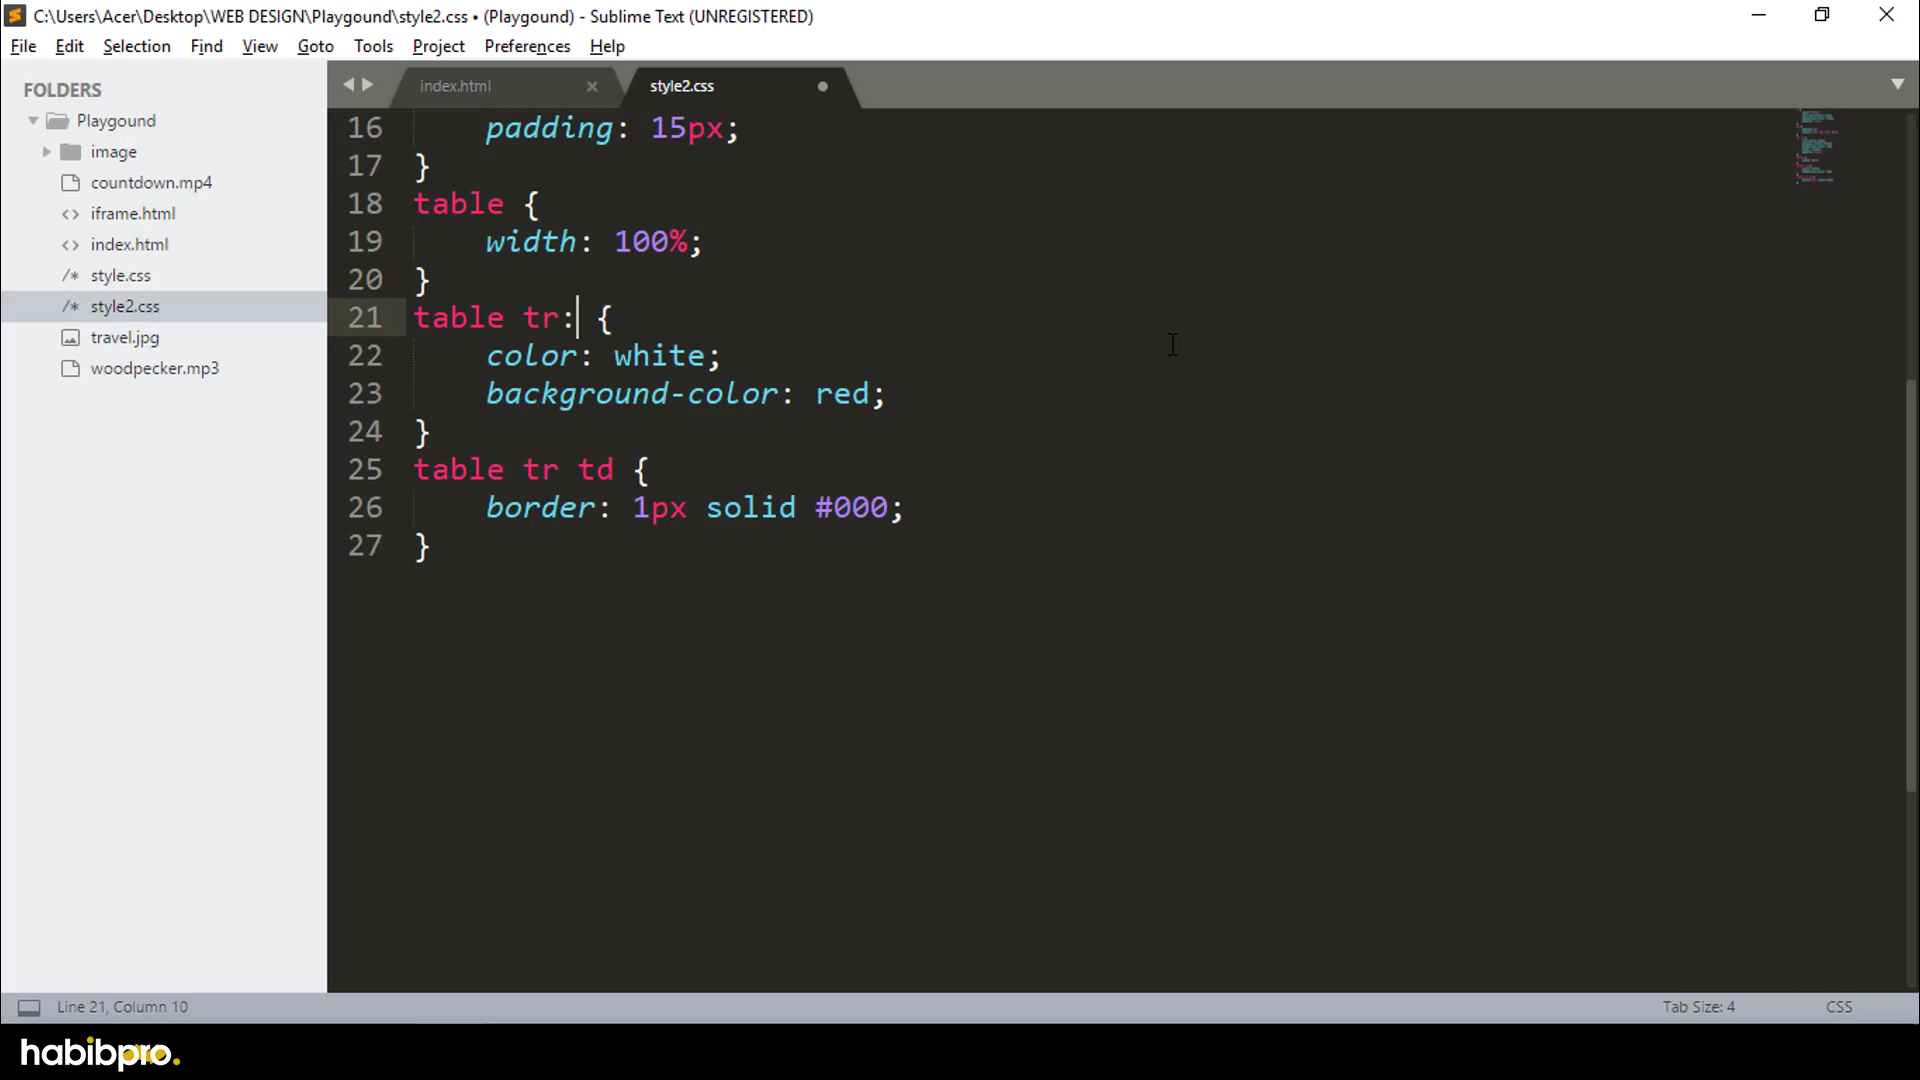 C:\Users\Acer\Desktop\WEB DESIGN\Playgound\style2.css • (Playgound) - Sublime Text (UNREGISTERED)
File Edit Selection Find View Goto Tools Project Preferences Help
FOLDERS
Playgound
image
countdown.mp4
<> iframe.html
<> index.html
/* style.css
/* style2.css
travel.jpg
woodpecker.mp3
index.html × style2.css
16 padding: 15px;
17 }
18 table {
19 width: 100%;
20 }
21 table tr: {
22 color: white;
23 background-color: red;
24 }
25 table tr td {
26 border: 1px solid #000;
27 }
Line 21, Column 10 Tab Size: 4 CSS
habibpro.